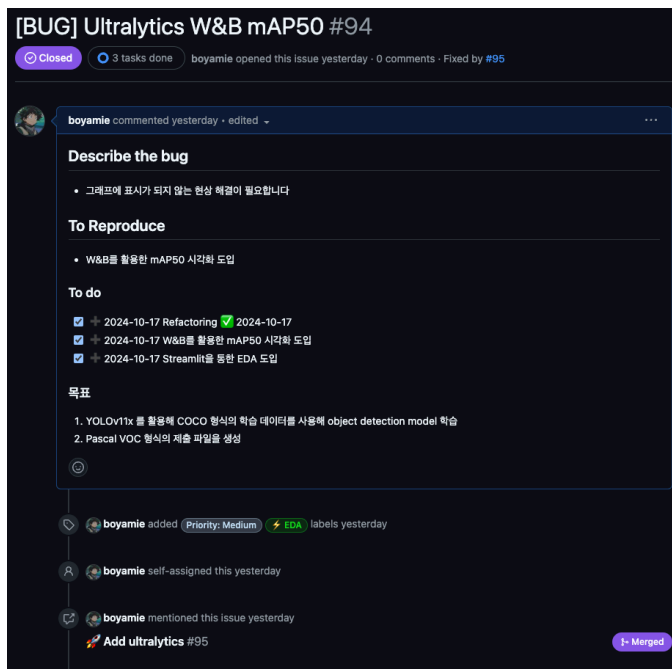 [BUG] Ultralytics W&B mAP50 #94
Closed 3 tasks done boyamie opened this issue yesterday · 0 comments · Fixed by #95
boyamie commented yesterday • edited
Describe the bug
• 그래프에 표시가 되지 않는 현상 해결이 필요합니다
To Reproduce
• W&B를 활용한 mAP50 시각화 도입
To do
2024-10-17 Refactoring ✅ 2024-10-17
2024-10-17 W&B를 활용한 mAP50 시각화 도입
2024-10-17 Streamlit을 통한 EDA 도입
목표
1. YOLOv11x 를 활용해 COCO 형식의 학습 데이터를 사용해 object detection model 학습
2. Pascal VOC 형식의 제출 파일을 생성
boyamie added Priority: Medium ⚡ EDA labels yesterday
boyamie self-assigned this yesterday
boyamie mentioned this issue yesterday
🚀 Add ultralytics #95 Merged